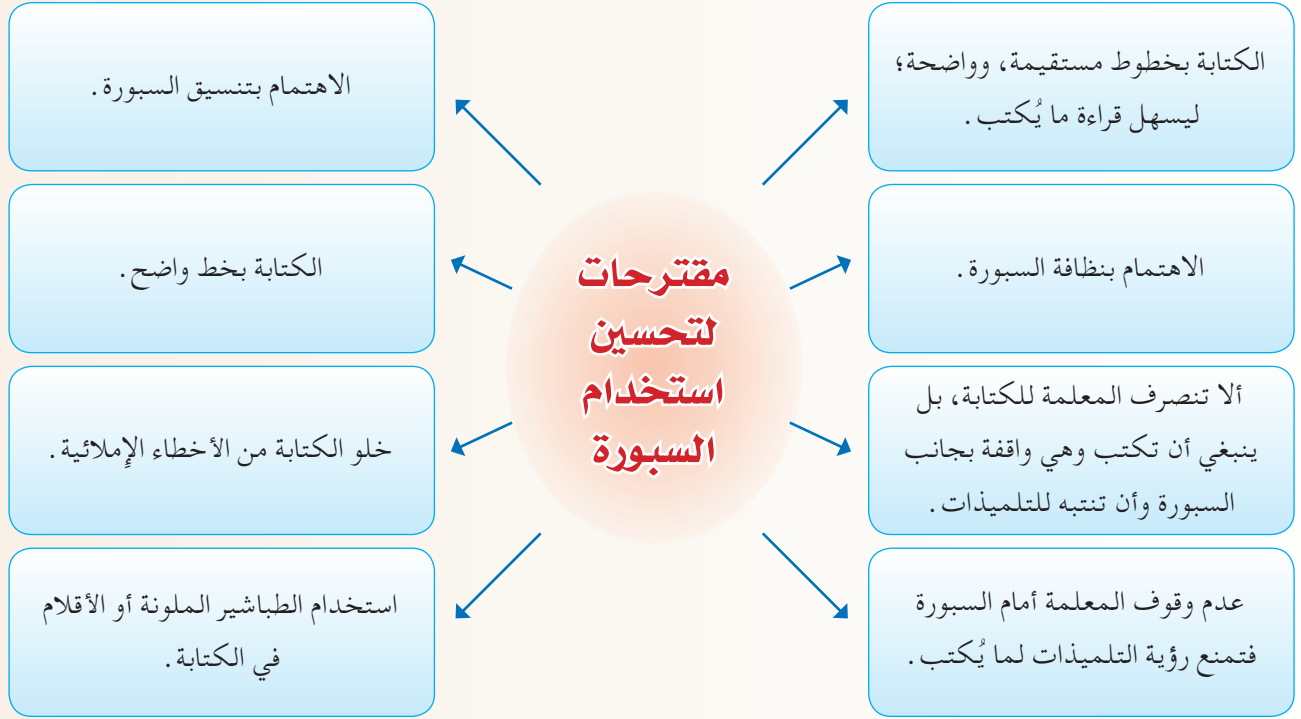 مقترحات
لتحسين
استخدام
السبورة
الكتابة بخطوط مستقيمة، وواضحة؛
ليسهل قراءة ما يُكتب.
الاهتمام بنظافة السبورة.
ألا تنصرف المعلمة للكتابة، بل
ينبغي أن تكتب وهي واقفة بجانب
السبورة وأن تنتبه للتلميذات.
عدم وقوف المعلمة أمام السبورة
فتمنع رؤية التلميذات لما يُكتب.
الاهتمام بتنسيق السبورة.
الكتابة بخط واضح.
خلو الكتابة من الأخطاء الإملائية.
استخدام الطباشير الملونة أو الأقلام
في الكتابة.